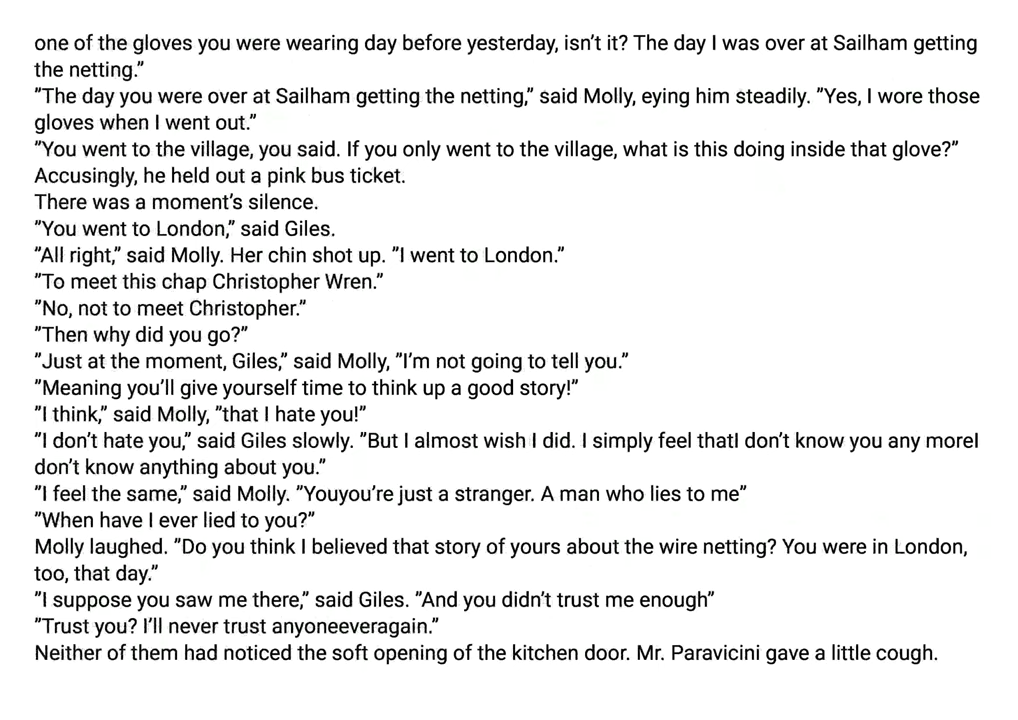 one of the gloves you were wearing day before yesterday, isn't it? The day I was over at Sailham getting
the netting."
"The day you were over at Sailham getting the netting," said Molly, eying him steadily. "Yes, I wore those
gloves when I went out."
"You went to the village, you said. If you only went to the village, what is this doing inside that glove?"
Accusingly, he held out a pink bus ticket.
There was a moment's silence.
"You went to London," said Giles.
"All right," said Molly. Her chin shot up. "I went to London."
"To meet this chap Christopher Wren."
"No, not to meet Christopher."
"Then why did you go?"
"Just at the moment, Giles," said Molly, "I'm not going to tell you."
"Meaning you'll give yourself time to think up a good story!"
"I think," said Molly, "that I hate you!"
"I don't hate you," said Giles slowly. "But I almost wish I did. I simply feel thatI don't know you any moreI
don't know anything about you."
"I feel the same," said Molly. "Youyou're just a stranger. A man who lies to me"
"When have I ever lied to you?"
Molly laughed. "Do you think I believed that story of yours about the wire netting? You were in London,
too, that day."
"I suppose you saw me there," said Giles. "And you didn't trust me enough"
"Trust you? I'll never trust anyoneeveragain."
Neither of them had noticed the soft opening of the kitchen door. Mr. Paravicini gave a little cough.